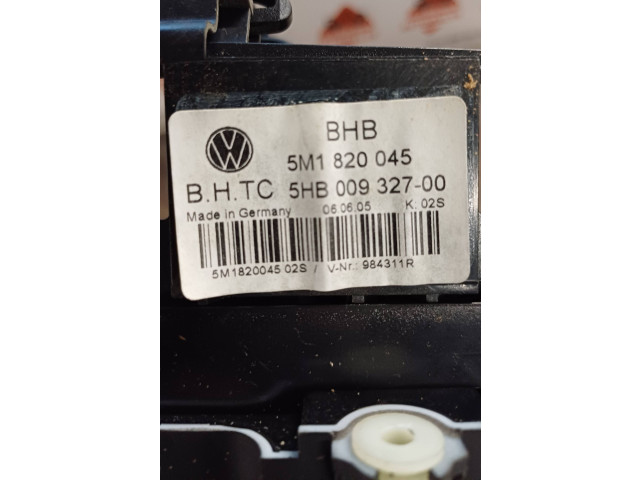 BHB
5M1 820 045
B.H.TC 5HB 009 327-00
Made in Germany 06.06.05 K: 02S
5M1820045 02S / V-Nr.: 984311R